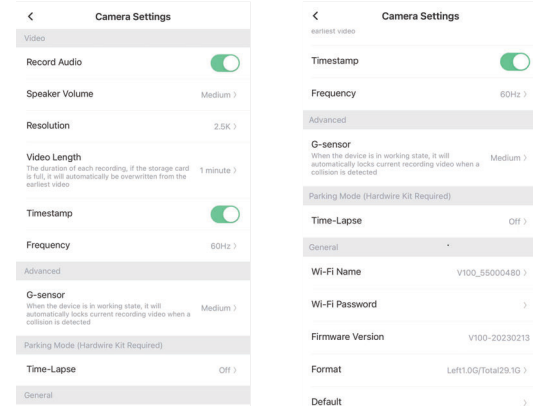 Camera Settings
Video
Record Audio
Speaker Volume
Medium
Resolution
2.5K
Video Length
The duration of each recording, if the storage card
is full, it will automatically be overwritten from the
earliest video
1 minute
Timestamp
Frequency
60Hz
Advanced
G-sensor
When the device is in working state, it will
automatically locks current recording video when a
collision is detected
Medium
Parking Mode (Hardwire Kit Required)
Time-Lapse
Off
General
Camera Settings
earliest video
Timestamp
Frequency
60Hz
Advanced
G-sensor
When the device is in working state, it will
automatically locks current recording video when a
collision is detected
Medium
Parking Mode (Hardwire Kit Required)
Time-Lapse
Off
General
Wi-Fi Name
V100_55000480
Wi-Fi Password
Firmware Version
V100-20230213
Format
Left1.0G/Total29.1G
Default